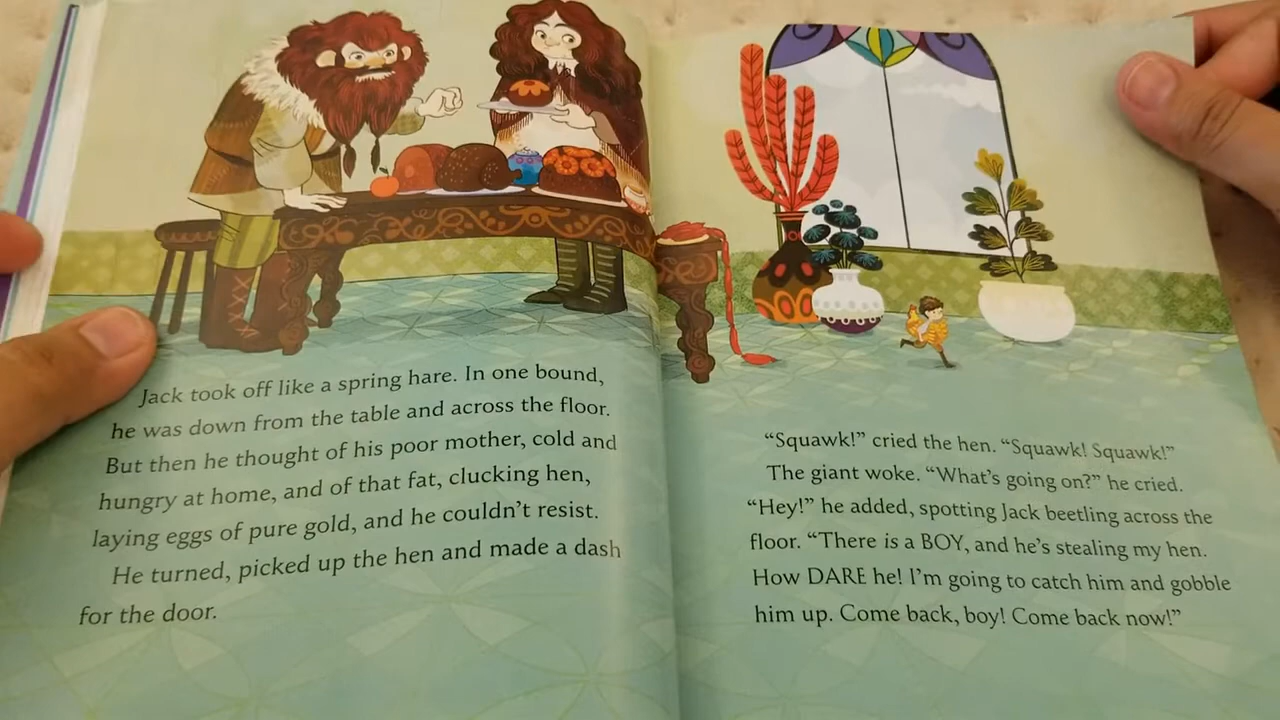 Jack took off like a spring hare. In one bound,
he was down from the table and across the floor.
But then he thought of his poor mother, cold and
hungry at home, and of that fat, clucking hen,
laying eggs of pure gold, and he couldn’t resist.
He turned, picked up the hen and made a dash
for the door.
“Squawk!” cried the hen. “Squawk! Squawk!”
The giant woke. “What’s going on?” he cried.
“Hey!” he added, spotting Jack beetling across the
floor. “There is a BOY, and he’s stealing my hen.
How DARE he! I’m going to catch him and gobble
him up. Come back, boy! Come back now!”